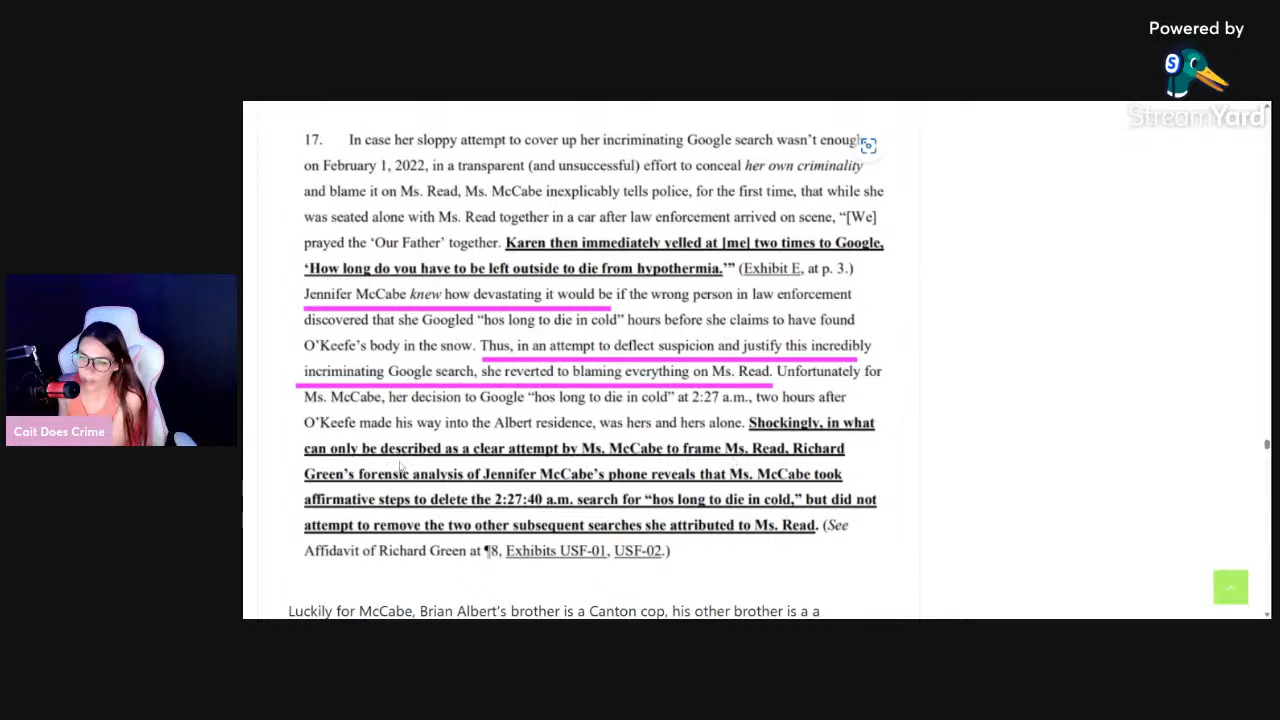 Powered by
S
StreamYard
17. In case her sloppy attempt to cover up her incriminating Google search wasn't enough
on February 1, 2022, in a transparent (and unsuccessful) effort to conceal her own criminality
and blame it on Ms. Read, Ms. McCabe inexplicably tells police, for the first time, that while she
was seated alone with Ms. Read together in a car after law enforcement arrived on scene, “[We]
prayed the ‘Our Father’ together. Karen then immediately yelled at [me] two times to Google,
‘How long do you have to be left outside to die from hypothermia.’” (Exhibit E, at p. 3.)
Jennifer McCabe knew how devastating it would be if the wrong person in law enforcement
discovered that she Googled “hos long to die in cold” hours before she claims to have found
O'Keefe's body in the snow. Thus, in an attempt to deflect suspicion and justify this incredibly
incriminating Google search, she reverted to blaming everything on Ms. Read. Unfortunately for
Ms. McCabe, her decision to Google “hos long to die in cold” at 2:27 a.m., two hours after
O'Keefe made his way into the Albert residence, was hers and hers alone. Shockingly, in what
can only be described as a clear attempt by Ms. McCabe to frame Ms. Read, Richard
Green's forensic analysis of Jennifer McCabe's phone reveals that Ms. McCabe took
affirmative steps to delete the 2:27:40 a.m. search for “hos long to die in cold,” but did not
attempt to remove the two other subsequent searches she attributed to Ms. Read. (See
Affidavit of Richard Green at ¶8, Exhibits USF-01, USF-02.)
Luckily for McCabe, Brian Albert's brother is a Canton cop, his other brother is a a
Cait Does Crime